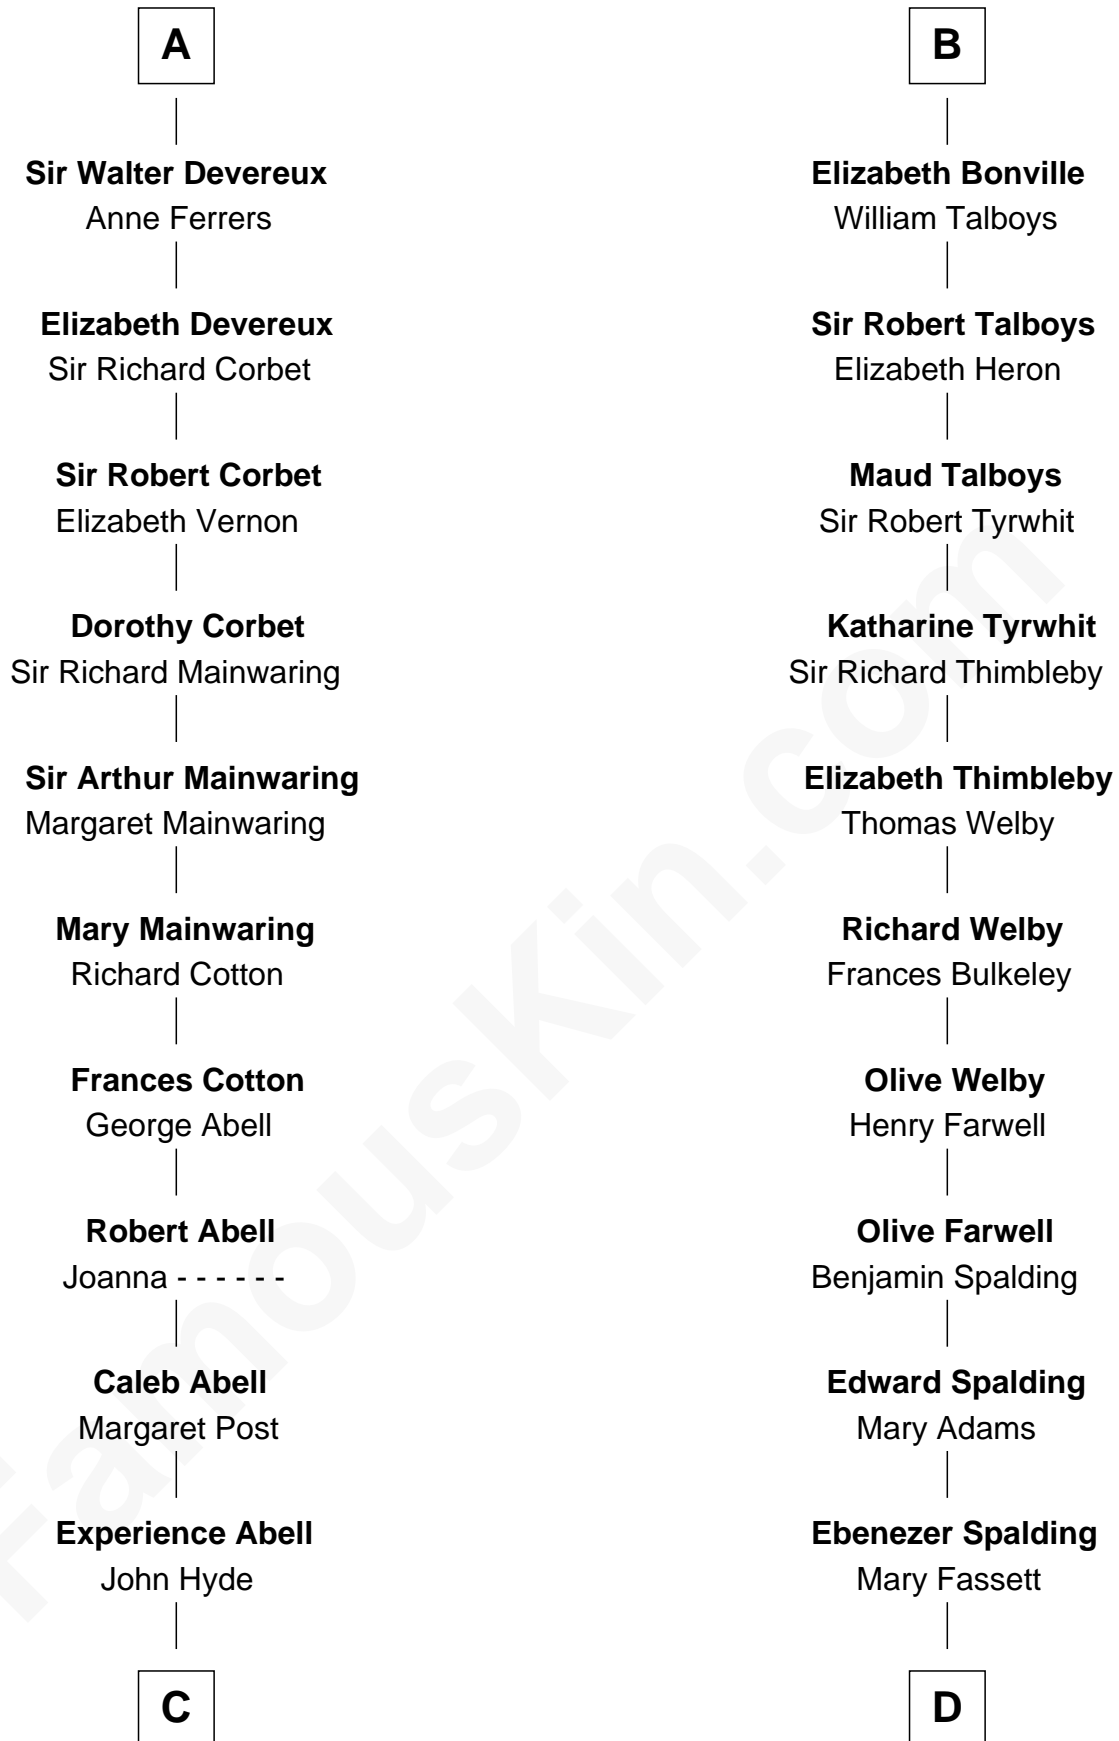 A
Sir Walter Devereux
Anne Ferrers
Elizabeth Devereux
Sir Richard Corbet
Sir Robert Corbet
Elizabeth Vernon
Dorothy Corbet
Sir Richard Mainwaring
Sir Arthur Mainwaring
Margaret Mainwaring
Mary Mainwaring
Richard Cotton
Frances Cotton
George Abell
Robert Abell
Joanna - - - - - -
Caleb Abell
Margaret Post
Experience Abell
John Hyde
C
B
Elizabeth Bonville
William Talboys
Sir Robert Talboys
Elizabeth Heron
Maud Talboys
Sir Robert Tyrwhit
Katharine Tyrwhit
Sir Richard Thimbleby
Elizabeth Thimbleby
Thomas Welby
Richard Welby
Frances Bulkeley
Olive Welby
Henry Farwell
Olive Farwell
Benjamin Spalding
Edward Spalding
Mary Adams
Ebenezer Spalding
Mary Fassett
D
FamousKin.com